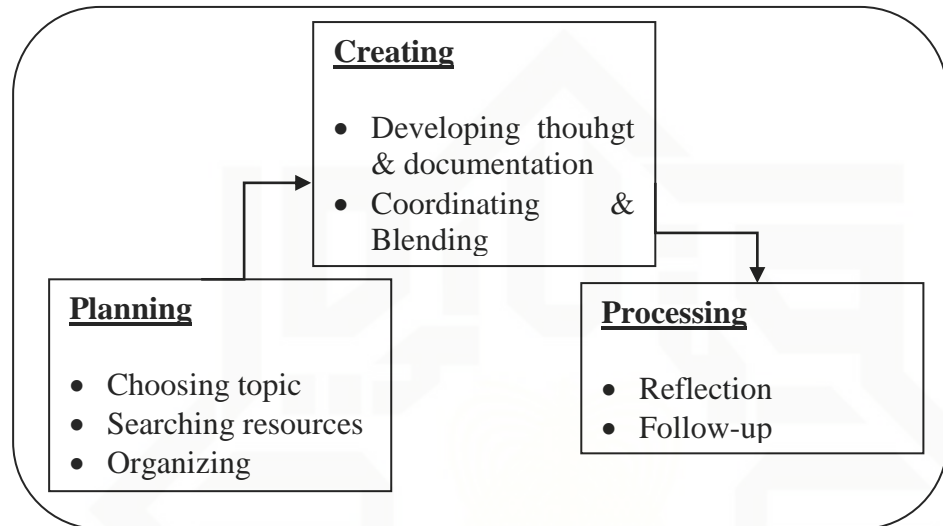 Creating
• Developing thouhgt
& documentation
• Coordinating &
Blending
Planning
• Choosing topic
• Searching resources
• Organizing
Processing
• Reflection
• Follow-up